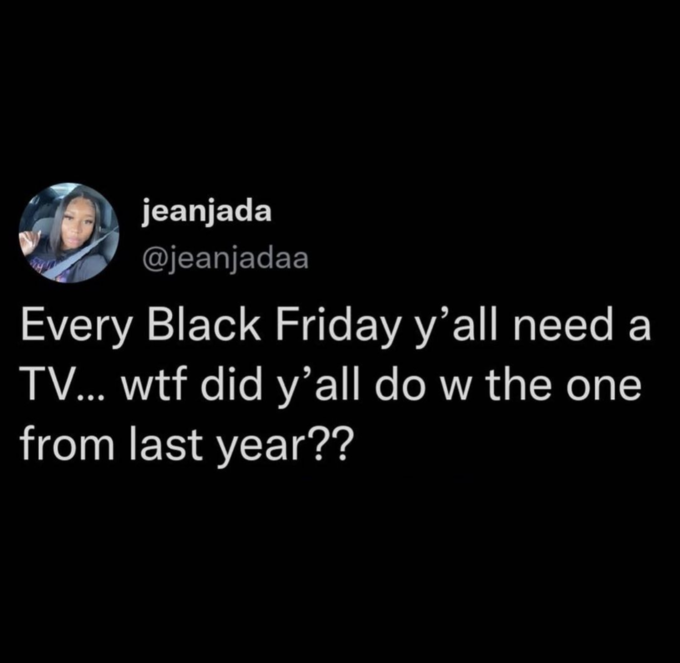 jeanjada
@jeanjadaa
Every Black Friday y’all need a
TV... wtf did y’all do w the one
from last year??